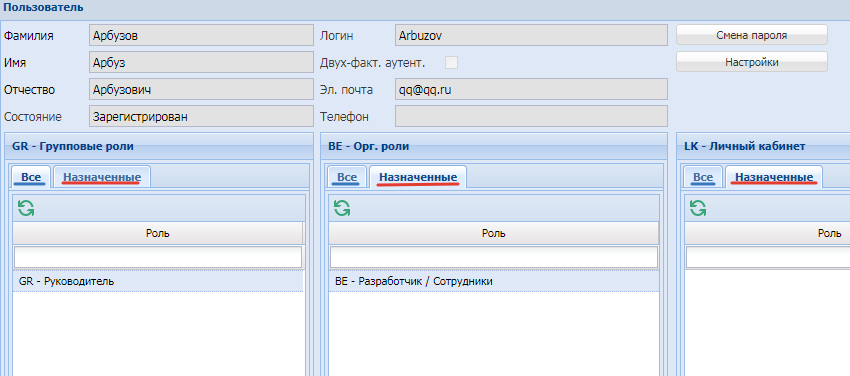 Пользователь
Фамилия Арбузов Логин Arbuzov Смена пароля
Имя Арбуз Двух-факт. аутент. Настройки
Отчество Арбузович Эл. почта qq@qq.ru
Состояние Зарегистрирован Телефон
GR - Групповые роли BE - Орг. роли LK - Личный кабинет
Все Назначенные Все Назначенные Все Назначенные
Роль Роль Роль
GR - Руководитель BE - Разработчик / Сотрудники